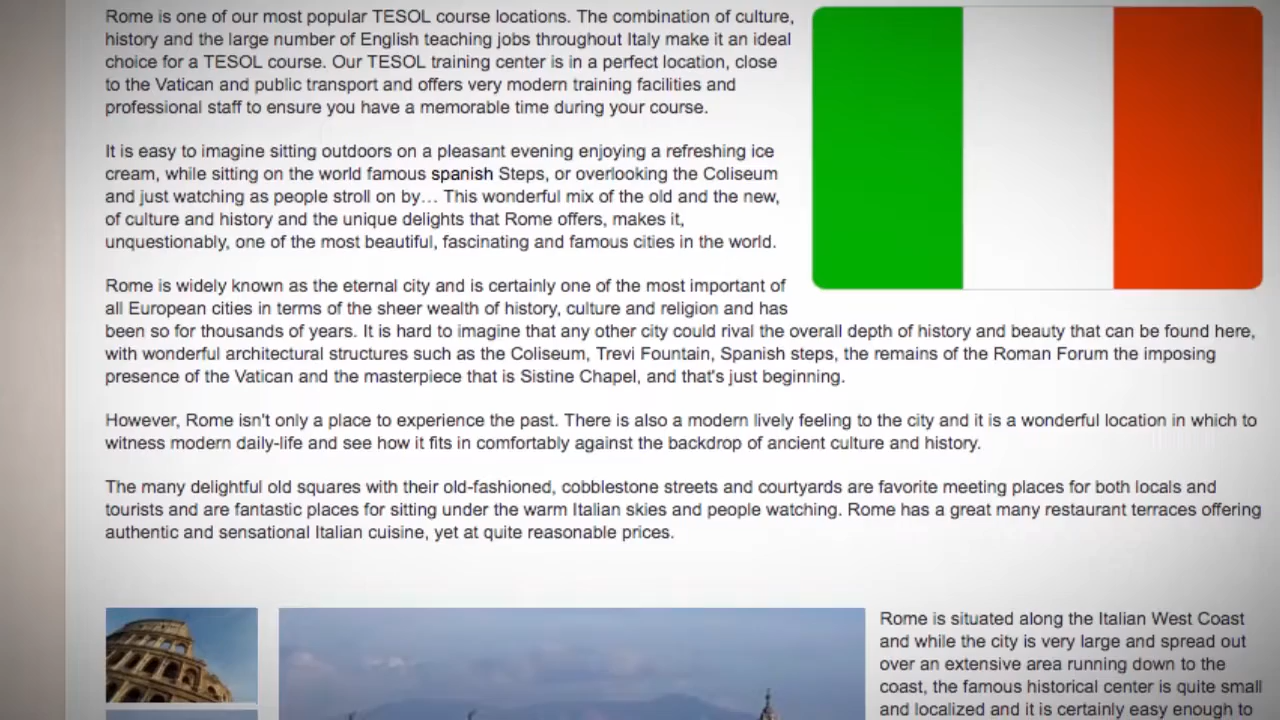 Rome is one of our most popular TESOL course locations. The combination of culture,
history and the large number of English teaching jobs throughout Italy make it an ideal
choice for a TESOL course. Our TESOL training center is in a perfect location, close
to the Vatican and public transport and offers very modern training facilities and
professional staff to ensure you have a memorable time during your course.
It is easy to imagine sitting outdoors on a pleasant evening enjoying a refreshing ice
cream, while sitting on the world famous spanish Steps, or overlooking the Coliseum
and just watching as people stroll on by... This wonderful mix of the old and the new,
of culture and history and the unique delights that Rome offers, makes it,
unquestionably, one of the most beautiful, fascinating and famous cities in the world.
Rome is widely known as the eternal city and is certainly one of the most important of
all European cities in terms of the sheer wealth of history, culture and religion and has
been so for thousands of years. It is hard to imagine that any other city could rival the overall depth of history and beauty that can be found here,
with wonderful architectural structures such as the Coliseum, Trevi Fountain, Spanish steps, the remains of the Roman Forum the imposing
presence of the Vatican and the masterpiece that is Sistine Chapel, and that's just beginning.
However, Rome isn't only a place to experience the past. There is also a modern lively feeling to the city and it is a wonderful location in which to
witness modern daily-life and see how it fits in comfortably against the backdrop of ancient culture and history.
The many delightful old squares with their old-fashioned, cobblestone streets and courtyards are favorite meeting places for both locals and
tourists and are fantastic places for sitting under the warm Italian skies and people watching. Rome has a great many restaurant terraces offering
authentic and sensational Italian cuisine, yet at quite reasonable prices.
Rome is situated along the Italian West Coast
and while the city is very large and spread out
over an extensive area running down to the
coast, the famous historical center is quite small
and localized and it is certainly easy enough to